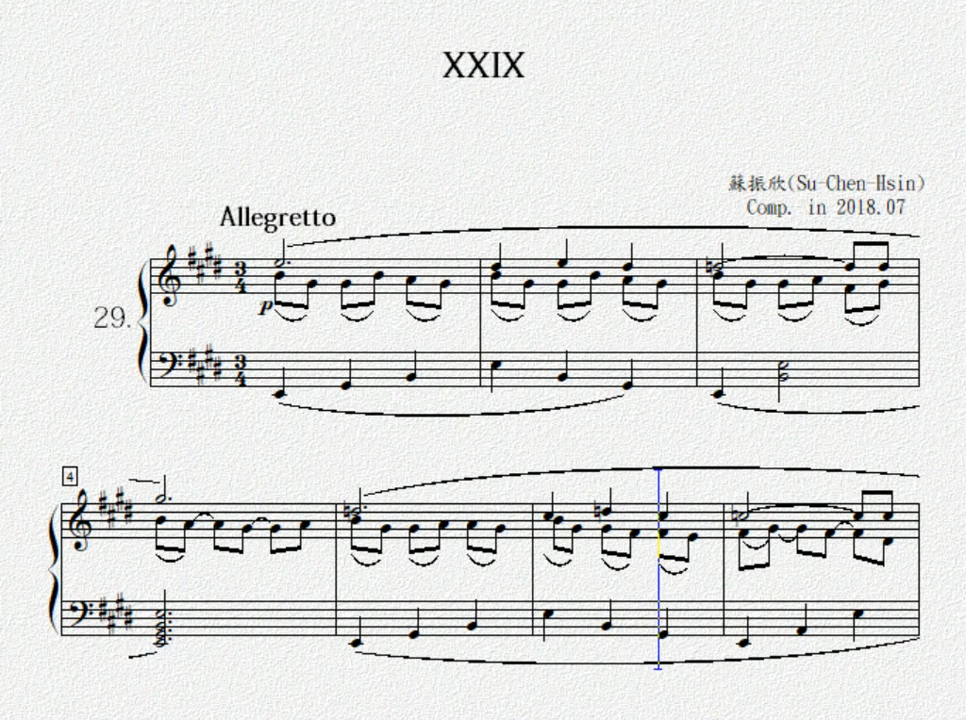 XXIX
蘇振欣(Su-Chen-Hsin)
Comp. in 2018.07
Allegretto
3
4
p
29.
3
4
4